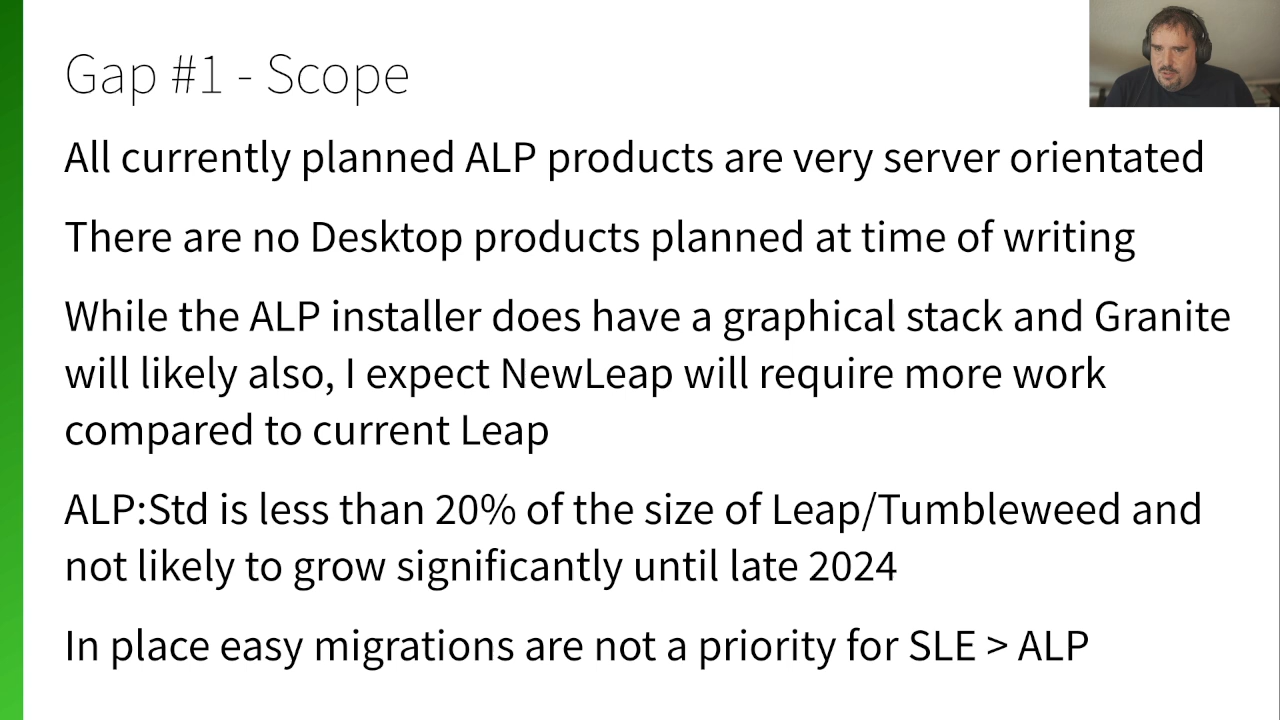 Gap #1 - Scope
All currently planned ALP products are very server orientated
There are no Desktop products planned at time of writing
While the ALP installer does have a graphical stack and Granite
will likely also, I expect NewLeap will require more work
compared to current Leap
ALP:Std is less than 20% of the size of Leap/Tumbleweed and
not likely to grow significantly until late 2024
In place easy migrations are not a priority for SLE > ALP